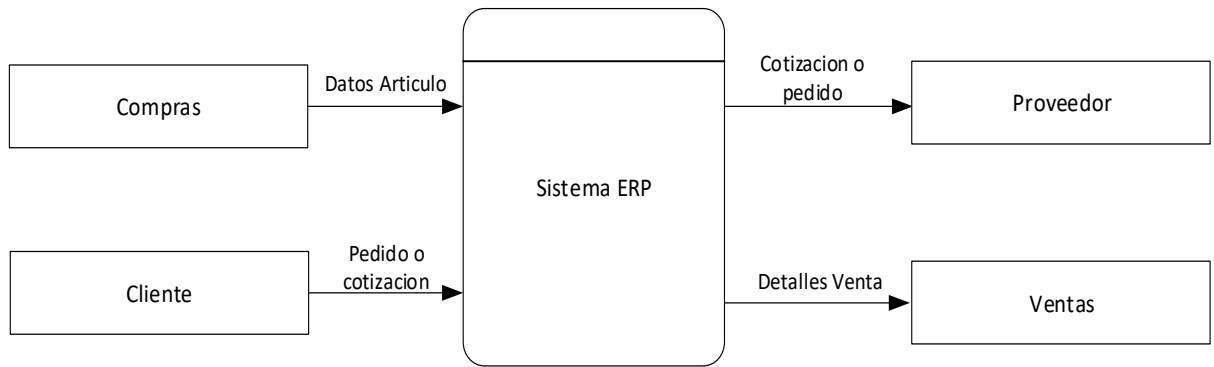 Compras
Datos Articulo
Cliente
Pedido o
cotizacion
Sistema ERP
Cotizacion o
pedido
Proveedor
Detalles Venta
Ventas